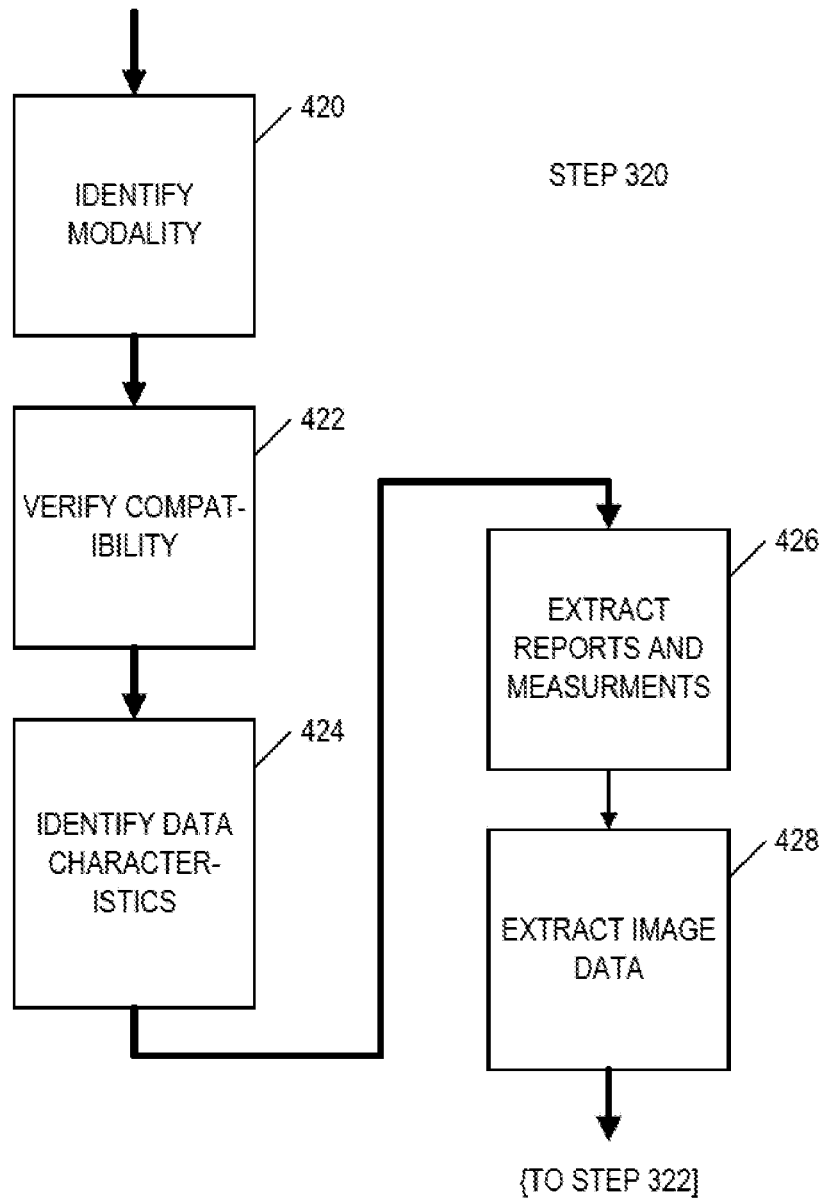 420
IDENTIFY
MODALITY
STEP 320
422
VERIFY COMPAT-
IBILITY
424
IDENTIFY DATA
CHARACTER-
ISTICS
426
EXTRACT
REPORTS AND
MEASURMENTS
428
EXTRACT IMAGE
DATA
{TO STEP 322]